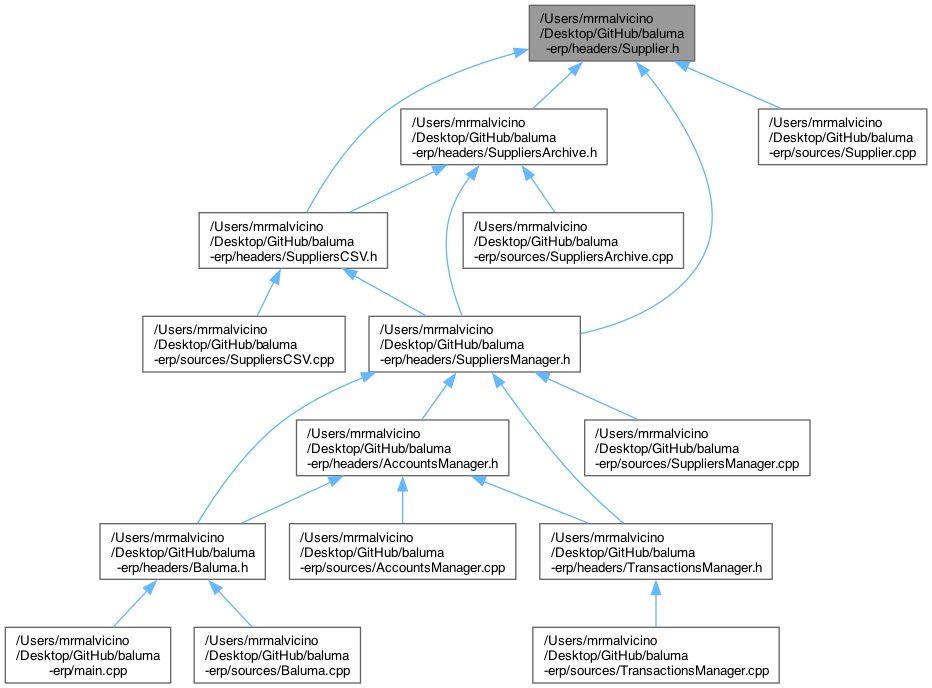 /Users/mrmalvicino
/Desktop/GitHub/baluma
-erp/headers/Supplier.h
/Users/mrmalvicino
/Desktop/GitHub/baluma
-erp/headers/SuppliersArchive.h
/Users/mrmalvicino
/Desktop/GitHub/baluma
-erp/sources/Supplier.cpp
/Users/mrmalvicino
/Desktop/GitHub/baluma
-erp/headers/SuppliersCSV.h
/Users/mrmalvicino
/Desktop/GitHub/baluma
-erp/sources/SuppliersArchive.cpp
/Users/mrmalvicino
/Desktop/GitHub/baluma
-erp/sources/SuppliersCSV.cpp
/Users/mrmalvicino
/Desktop/GitHub/baluma
-erp/headers/SuppliersManager.h
/Users/mrmalvicino
/Desktop/GitHub/baluma
-erp/headers/AccountsManager.h
/Users/mrmalvicino
/Desktop/GitHub/baluma
-erp/sources/SuppliersManager.cpp
/Users/mrmalvicino
/Desktop/GitHub/baluma
-erp/headers/Baluma.h
/Users/mrmalvicino
/Desktop/GitHub/baluma
-erp/sources/AccountsManager.cpp
/Users/mrmalvicino
/Desktop/GitHub/baluma
-erp/headers/TransactionsManager.h
/Users/mrmalvicino
/Desktop/GitHub/baluma
-erp/main.cpp
/Users/mrmalvicino
/Desktop/GitHub/baluma
-erp/sources/Baluma.cpp
/Users/mrmalvicino
/Desktop/GitHub/baluma
-erp/sources/TransactionsManager.cpp